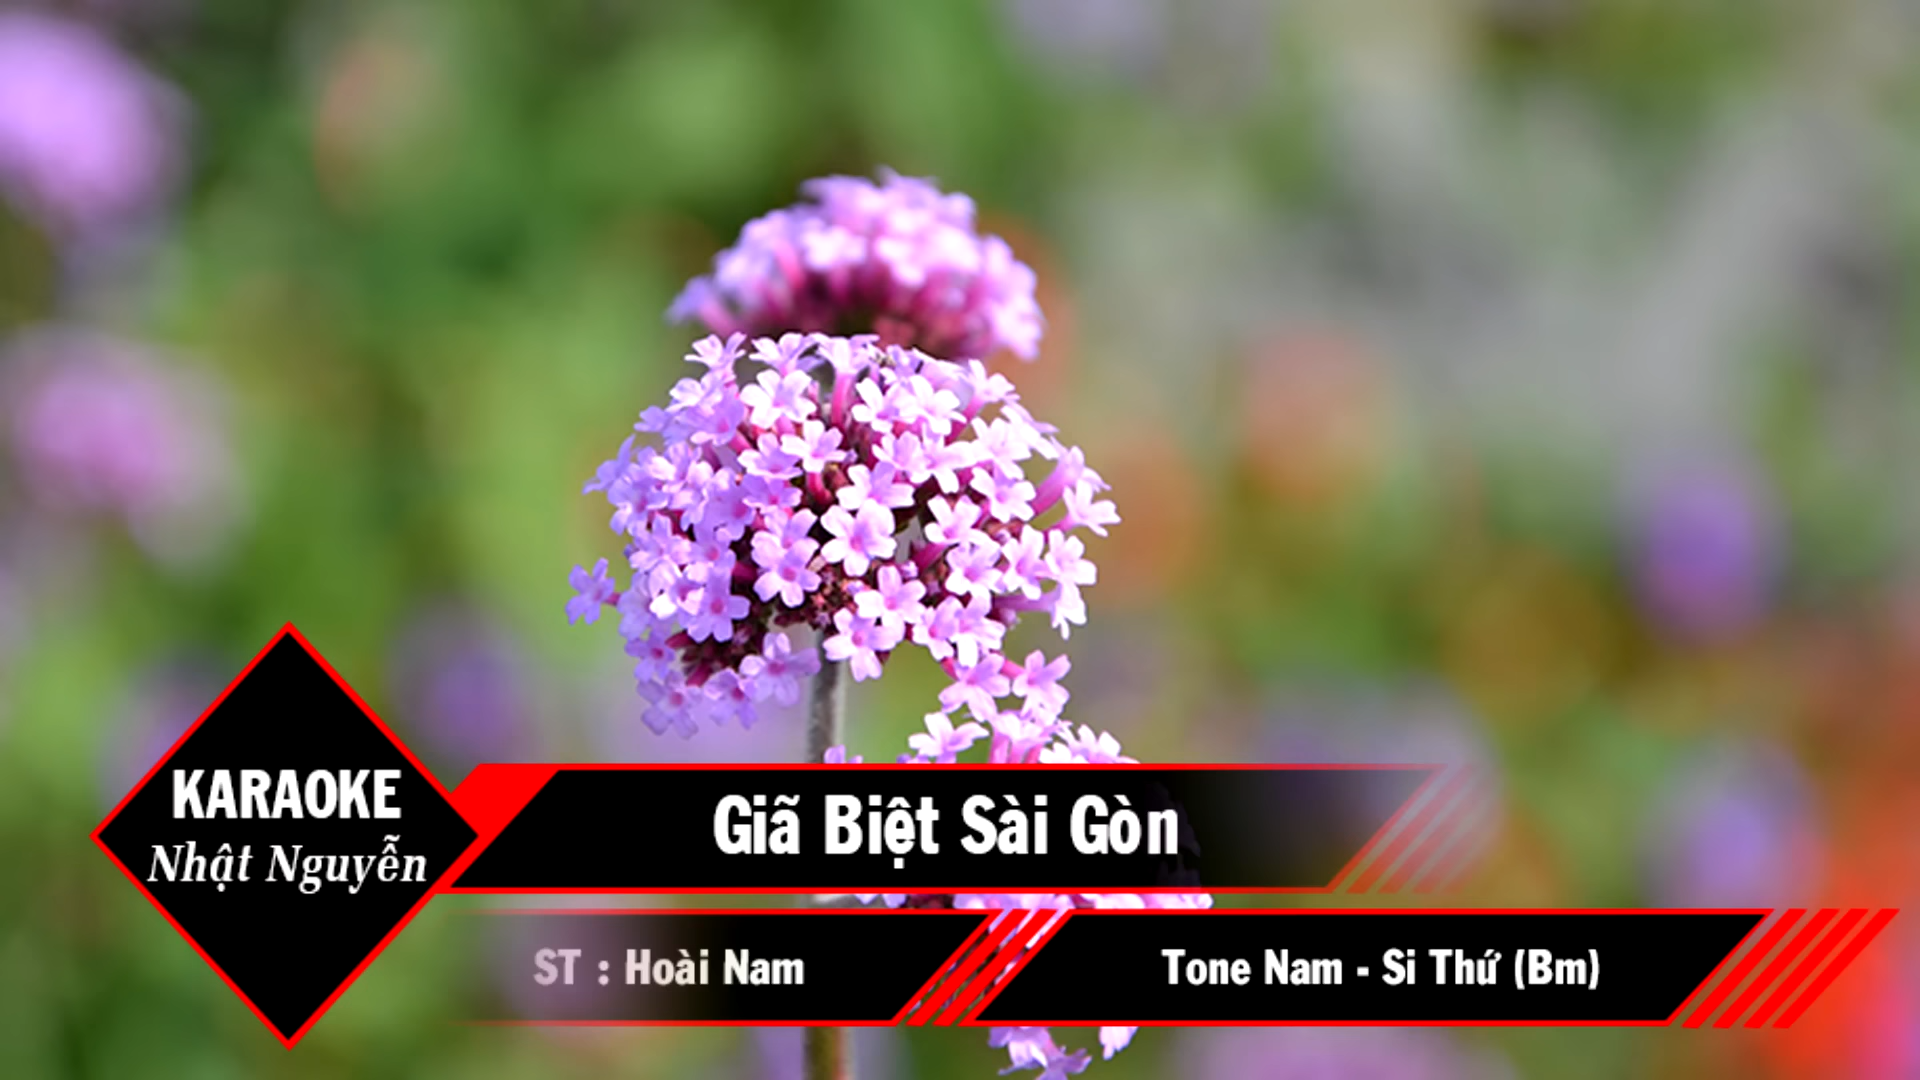 KARAOKE
Nhật Nguyễn
Giã Biệt Sài Gòn
ST : Hoài Nam
Tone Nam - Si Thứ (Bm)